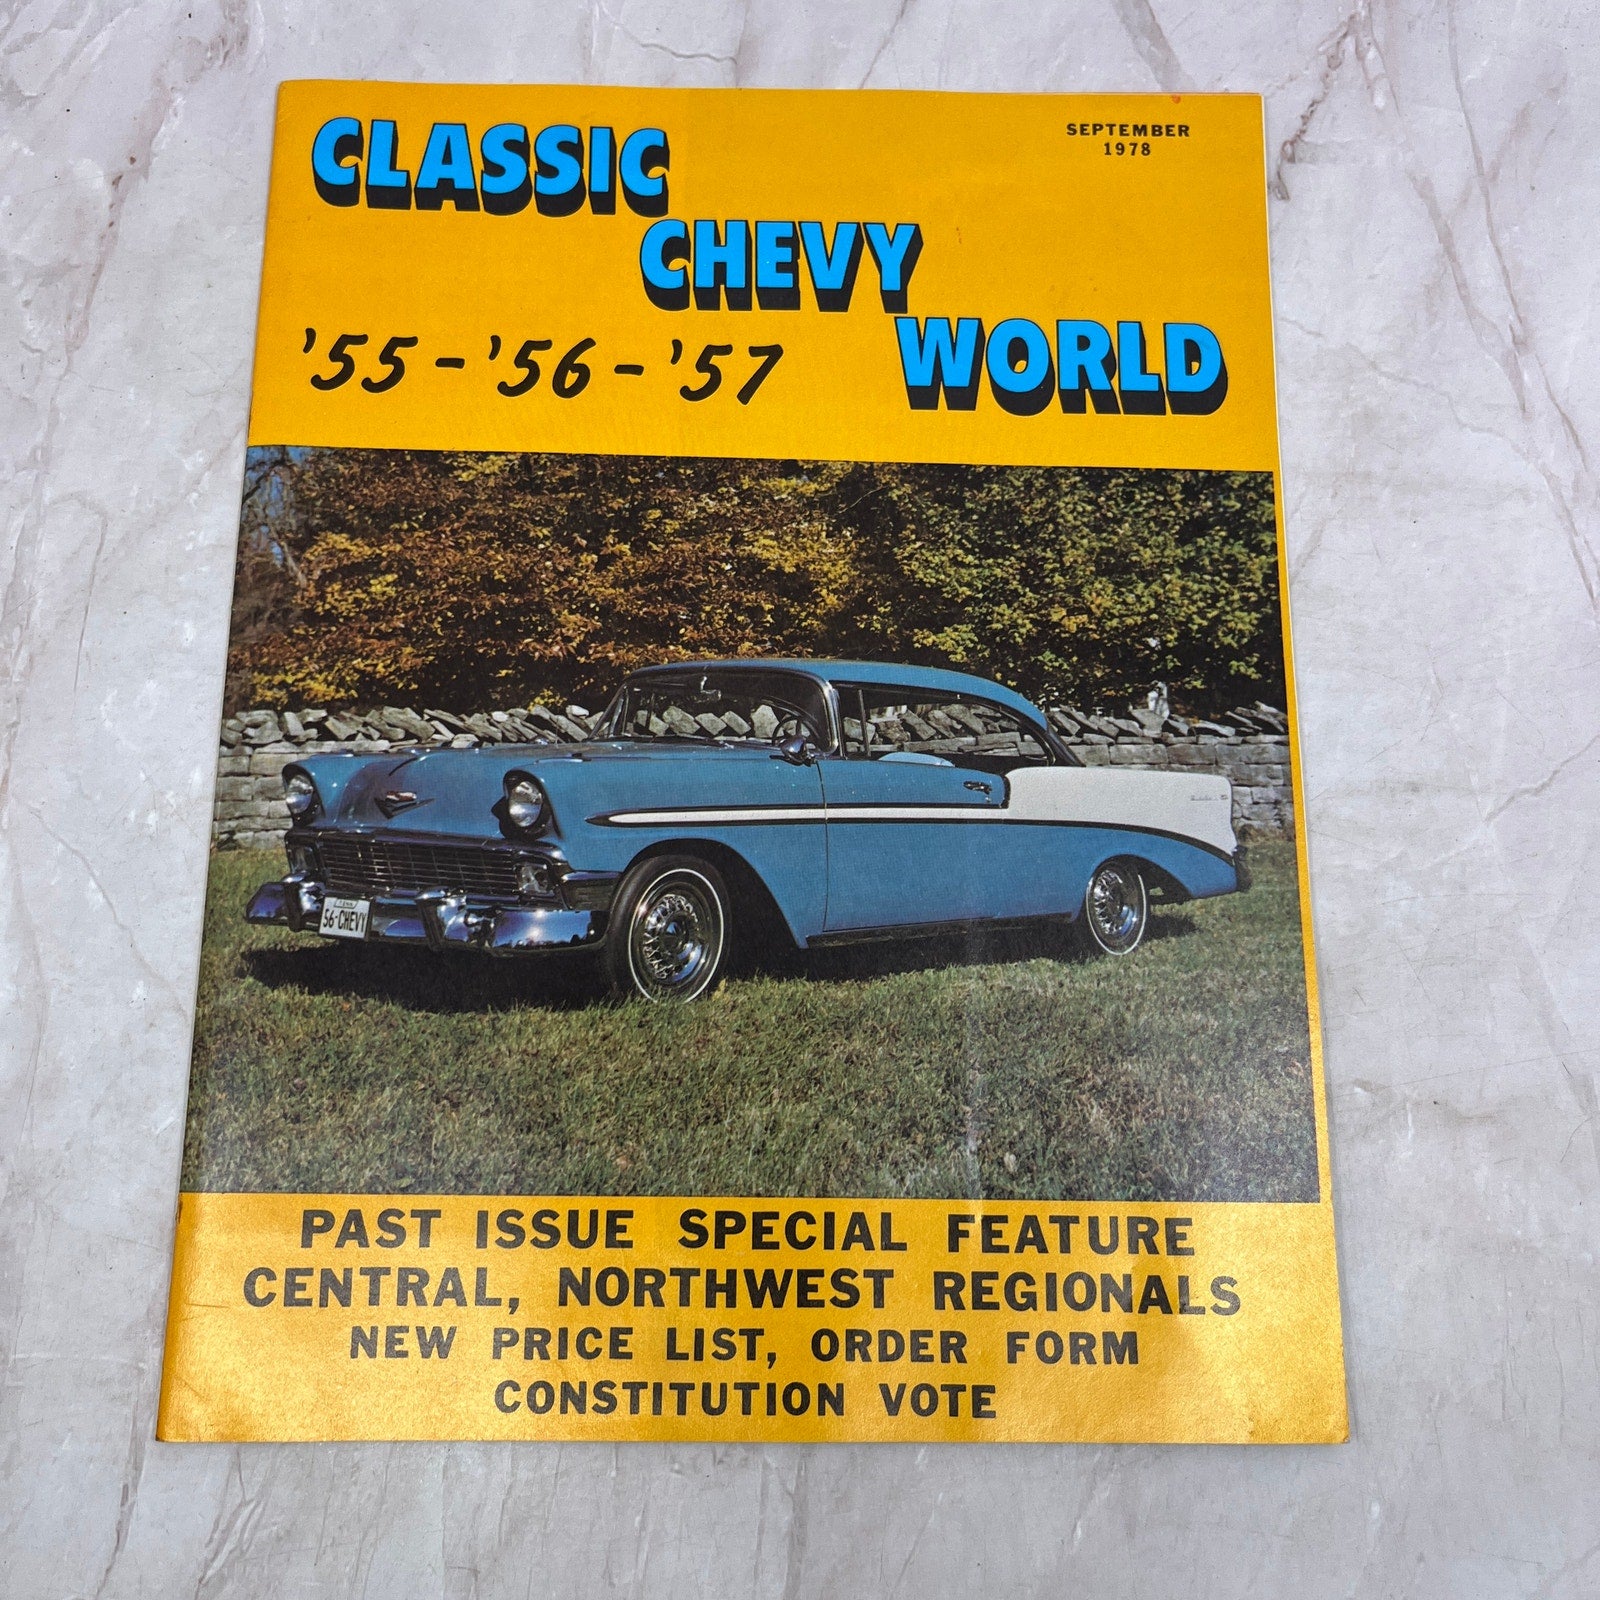 SEPTEMBER
1978
CLASSIC
CHEVY
WORLD
'55-'56-'57
56-CHEVY
PAST ISSUE SPECIAL FEATURE
CENTRAL, NORTHWEST REGIONALS
NEW PRICE LIST, ORDER FORM
CONSTITUTION VOTE